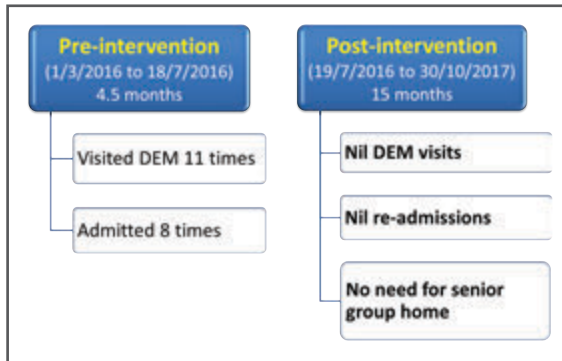 Pre-intervention
(1/3/2016 to 18/7/2016)
4.5 months
Visited DEM 11 times
Admitted 8 times
Post-intervention
(19/7/2016 to 30/10/2017)
15 months
Nil DEM visits
Nil re-admissions
No need for senior
group home